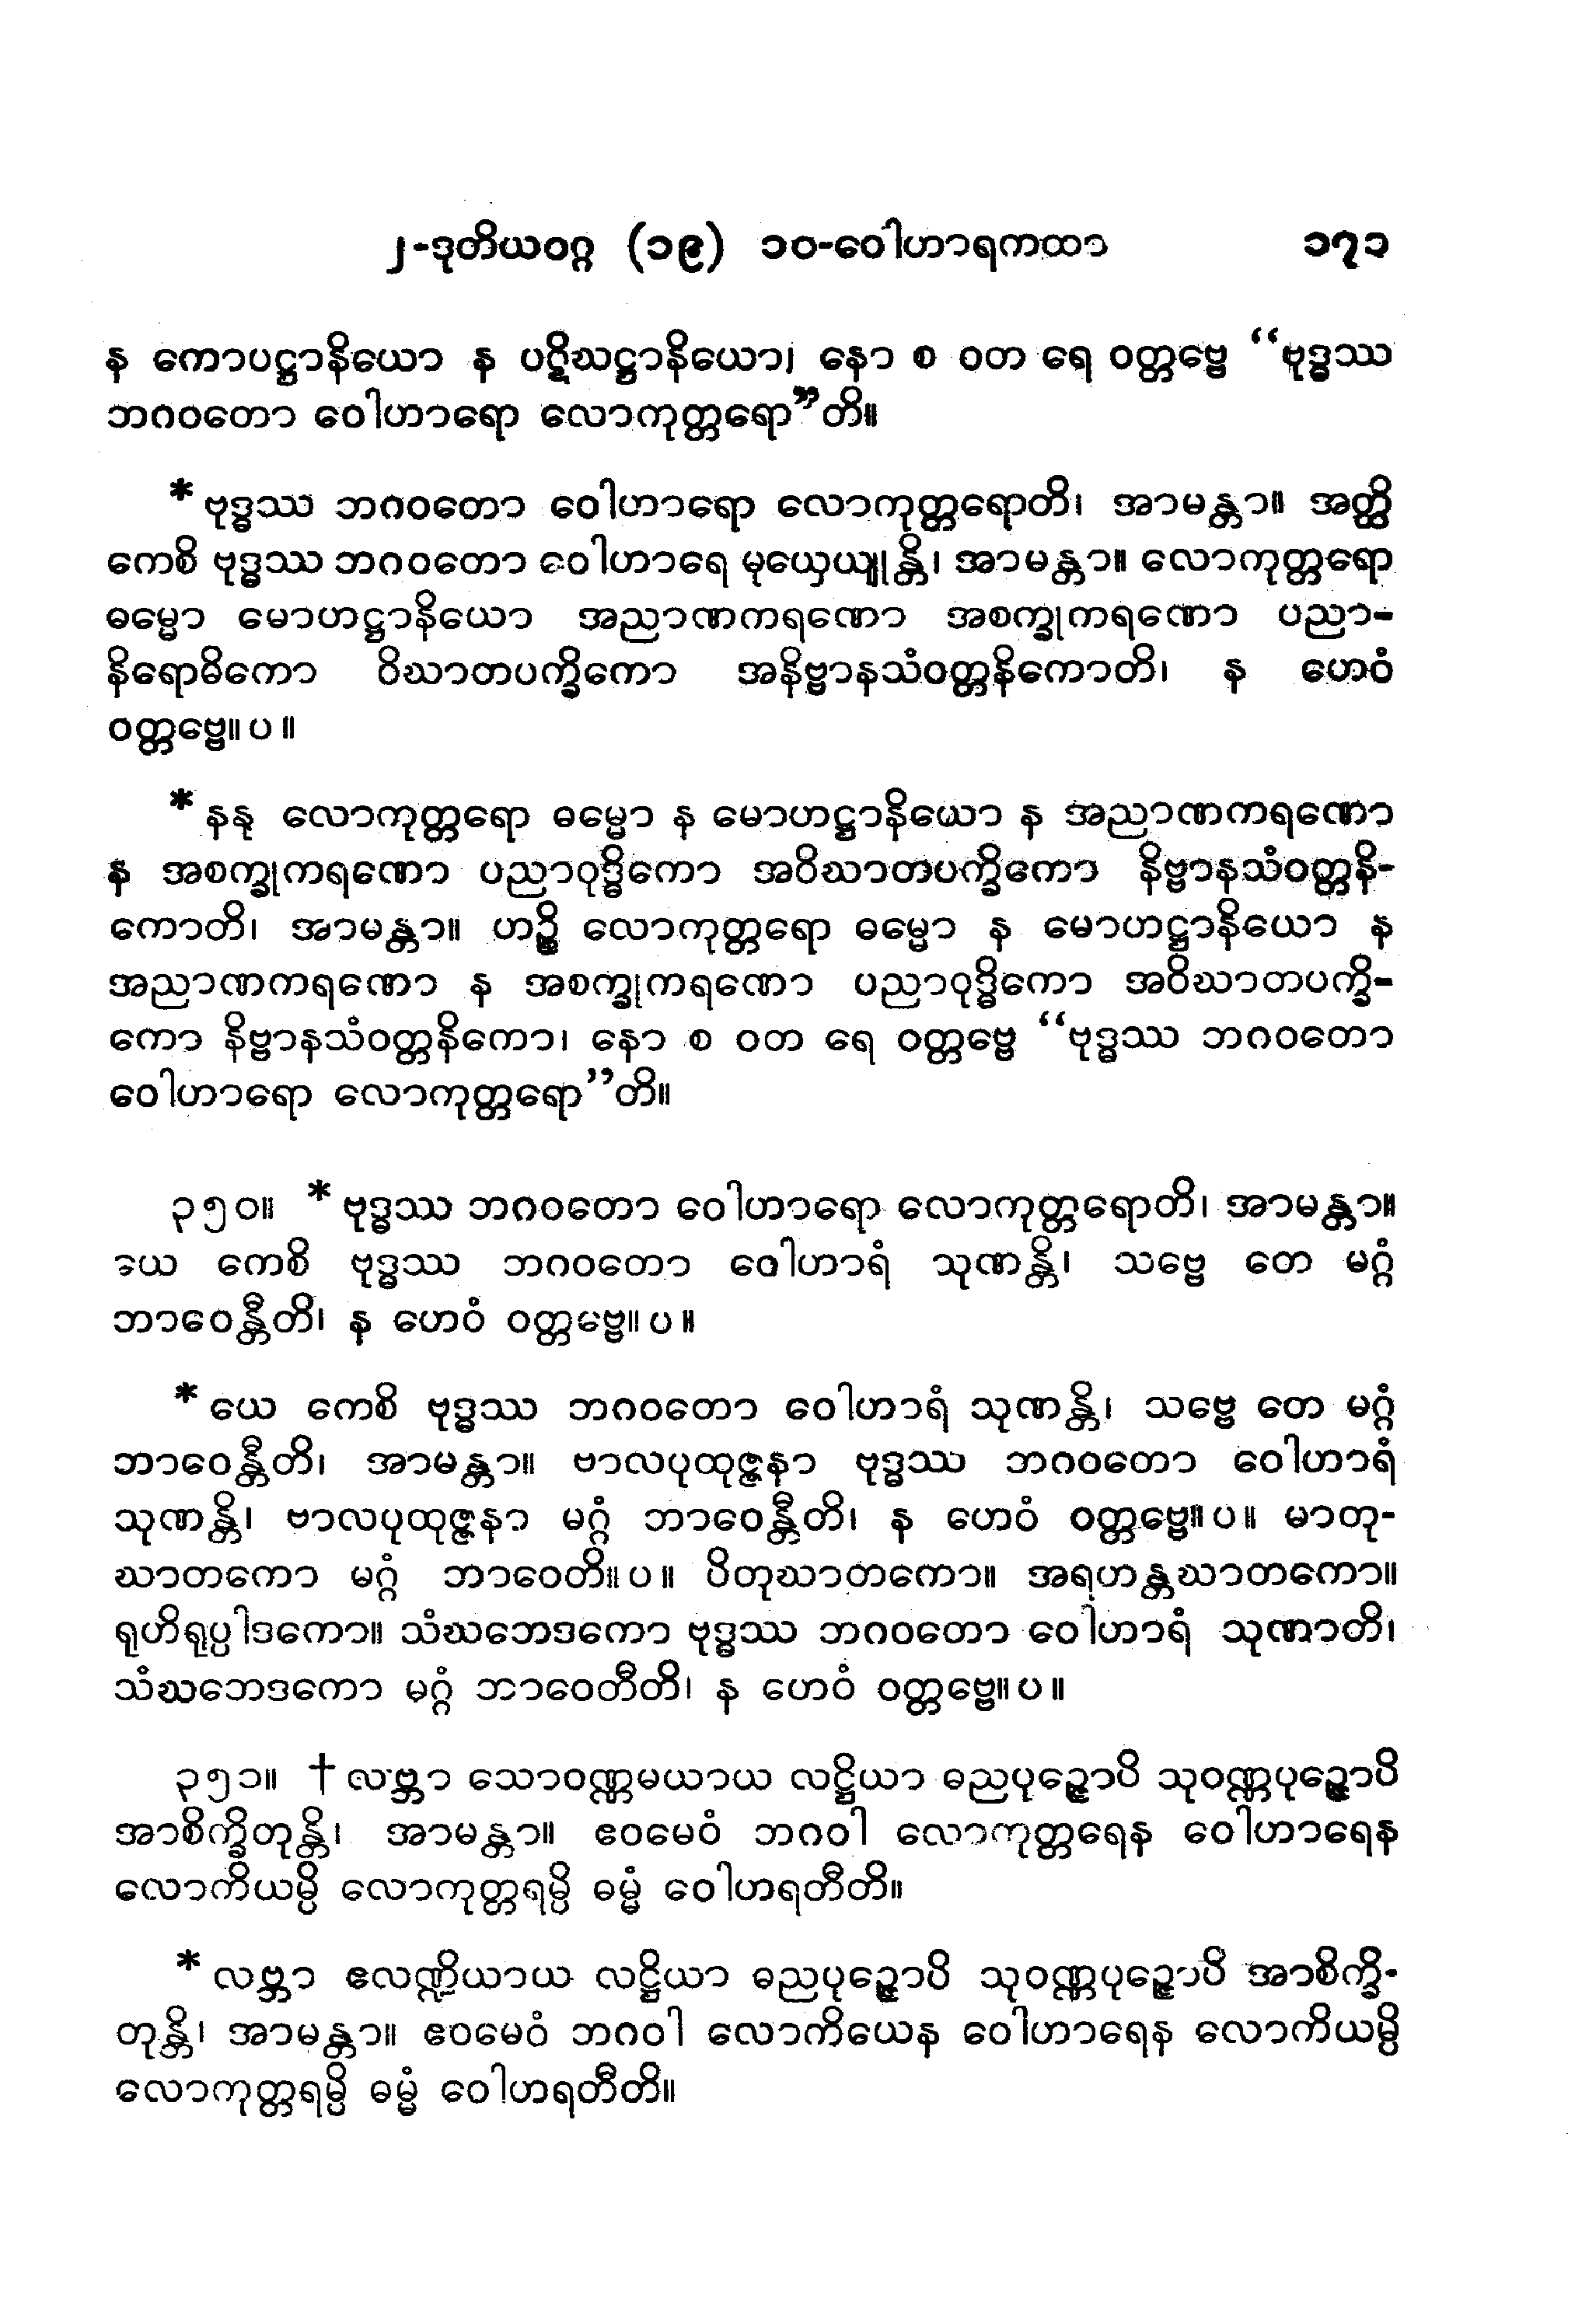 ၂-ဒုတိယဝဂ္ဂ (၁၉) ၁၀-ဝေါဟာရကထာ ၁၇၁
န ကောပဋ္ဌာနိယော န ပဋိဃဋ္ဌာနိယော၊ နော စ ဝတ ရေ ဝတ္တဗ္ဗေ “ဗုဒ္ဓဿ
ဘဂဝတော ဝေါဟာရော လောကုတ္တရော”တိ။
* ဗုဒ္ဓဿ ဘဂဝတော ဝေါဟာရော လောကုတ္တရောတိ၊ အာမန္တာ။ အတ္ထိ
ကေစိ ဗုဒ္ဓဿ ဘဂဝတော ဝေါဟာရေ မုယှေယျုန္တိ၊ အာမန္တာ။ လောကုတ္တရော
ဓမ္မော မောဟဋ္ဌာနိယော အညာဏကရဏော အစက္ခုကရဏော ပညာ-
နိရောဓိကော ဝိဃာတပက္ခိကော အနိဗ္ဗာနသံဝတ္တနိကောတိ၊ န ဟေဝံ
ဝတ္တဗ္ဗေ။ ပ ။
* နနု လောကုတ္တရော ဓမ္မော န မောဟဋ္ဌာနိယော န အညာဏကရဏော
န အစက္ခုကရဏော ပညာဝုဒ္ဓိကော အဝိဃာတပက္ခိကော နိဗ္ဗာနသံဝတ္တနိ-
ကောတိ၊ အာမန္တာ။ ဟဉ္စိ လောကုတ္တရော ဓမ္မော န မောဟဋ္ဌာနိယော န
အညာဏကရဏော န အစက္ခုကရဏော ပညာဝုဒ္ဓိကော အဝိဃာတပက္ခိ-
ကော နိဗ္ဗာနသံဝတ္တနိကော၊ နော စ ဝတ ရေ ဝတ္တဗ္ဗေ “ဗုဒ္ဓဿ ဘဂဝတော
ဝေါဟာရော လောကုတ္တရော”တိ။
၃၅၀။ * ဗုဒ္ဓဿ ဘဂဝတော ဝေါဟာရော လောကုတ္တရောတိ၊ အာမန္တာ။
ယေ ကေစိ ဗုဒ္ဓဿ ဘဂဝတော ဝေါဟာရံ သုဏန္တိ၊ သဗ္ဗေ တေ မဂ္ဂံ
ဘာဝေန္တီတိ၊ န ဟေဝံ ဝတ္တဗ္ဗေ။ ပ ။
* ယေ ကေစိ ဗုဒ္ဓဿ ဘဂဝတော ဝေါဟာရံ သုဏန္တိ၊ သဗ္ဗေ တေ မဂ္ဂံ
ဘာဝေန္တီတိ၊ အာမန္တာ။ ဗာလပုထုဇ္ဇနာ ဗုဒ္ဓဿ ဘဂဝတော ဝေါဟာရံ
သုဏန္တိ၊ ဗာလပုထုဇ္ဇနာ မဂ္ဂံ ဘာဝေန္တီတိ၊ န ဟေဝံ ဝတ္တဗ္ဗေ။ ပ ။ မာတု-
ဃာတကော မဂ္ဂံ ဘာဝေတိ။ ပ ။ ပိတုဃာတကော။ အရဟန္တဃာတကော။
ရုဟိရုပ္ပါဒကော။ သံဃဘေဒကော ဗုဒ္ဓဿ ဘဂဝတော ဝေါဟာရံ သုဏာတိ၊
သံဃဘေဒကော မဂ္ဂံ ဘာဝေတီတိ၊ န ဟေဝံ ဝတ္တဗ္ဗေ။ ပ ။
၃၅၁။ † လဗ္ဘာ သောဝဏ္ဏမယာယ လဋ္ဌိယာ ဓညပုဉ္ဇောပိ သုဝဏ္ဏပုဉ္ဇောပိ
အာစိက္ခိတုန္တိ၊ အာမန္တာ။ ဧဝမေဝံ ဘဂဝါ လောကုတ္တရေန ဝေါဟာရေန
လောကိယမ္ပိ လောကုတ္တရမ္ပိ ဓမ္မံ ဝေါဟရတီတိ။
* လဗ္ဘာ ဧလဏ္ဍိယာယ လဋ္ဌိယာ ဓညပုဉ္ဇောပိ သုဝဏ္ဏပုဉ္ဇောပိ အာစိက္ခိ-
တုန္တိ၊ အာမန္တာ။ ဧဝမေဝံ ဘဂဝါ လောကိယေန ဝေါဟာရေန လောကိယမ္ပိ
လောကုတ္တရမ္ပိ ဓမ္မံ ဝေါဟရတီတိ။